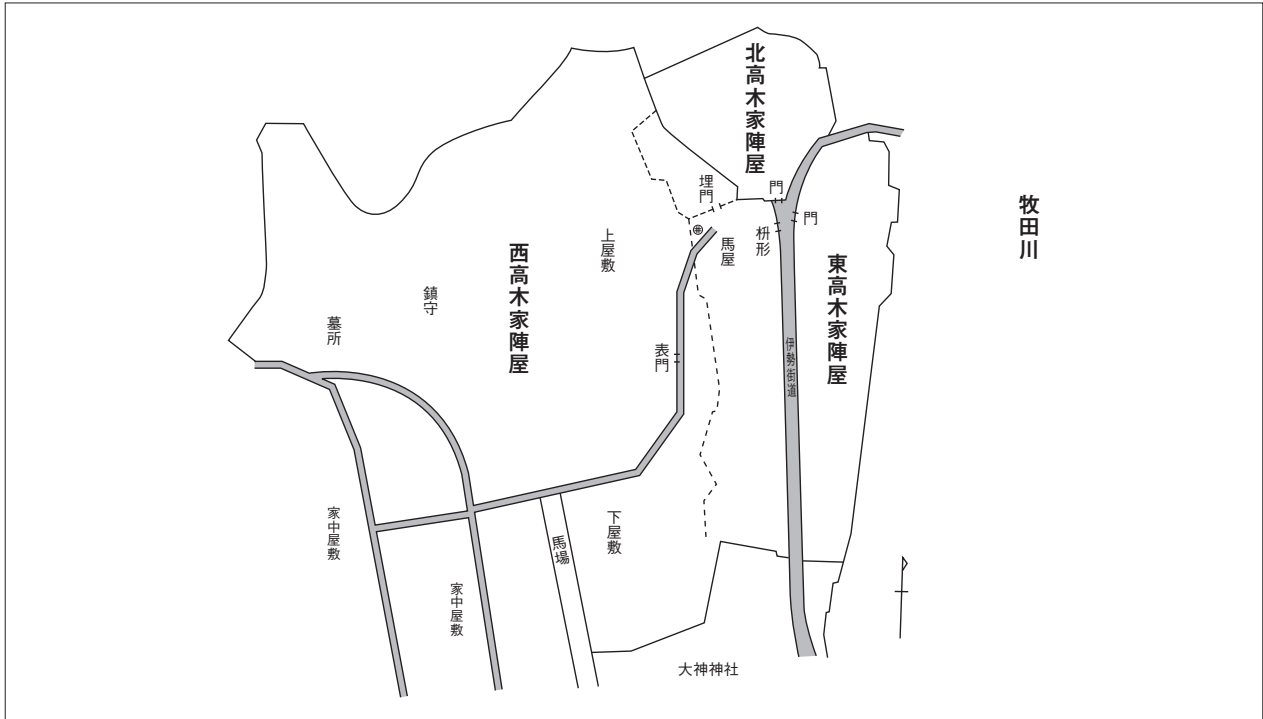 北高木家陣屋
牧田川
門
門
埋門
枡形
馬屋
上屋敷
西高木家陣屋
東高木家陣屋
鎮守
墓所
表門
伊勢街道
家中屋敷
下屋敷
馬場
家中屋敷
大神神社